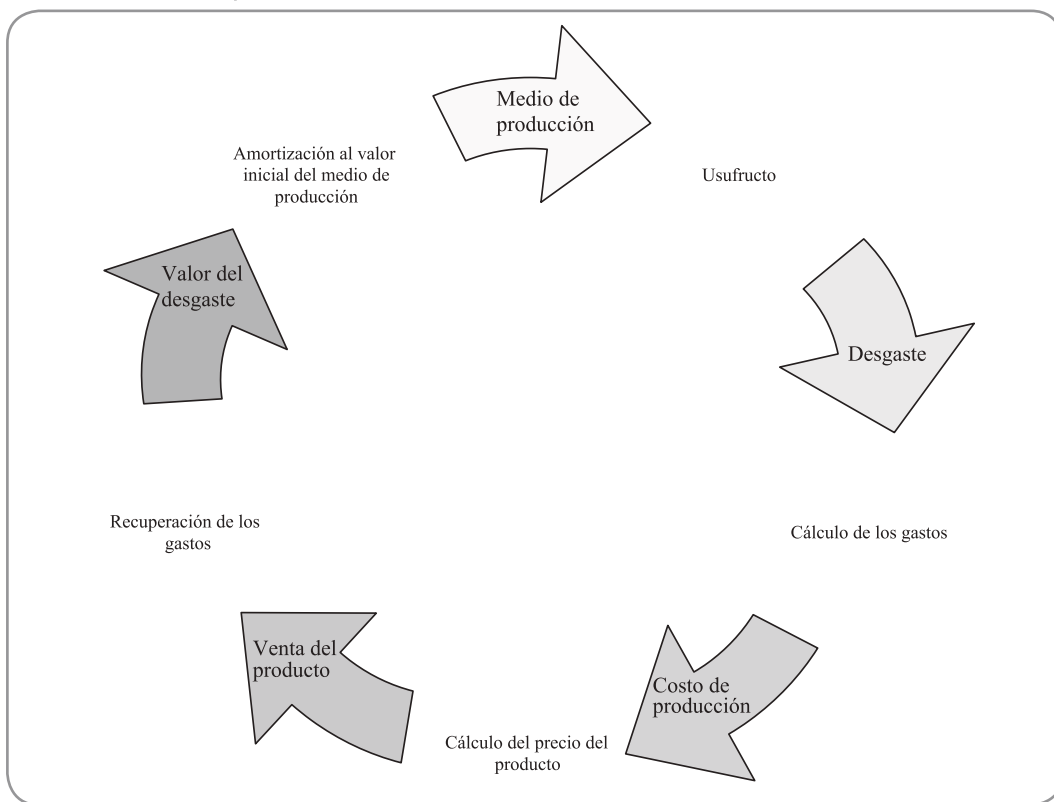 Medio de
producción
Usufructo
Desgaste
Cálculo de los gastos
Costo de
producción
Cálculo del precio del
producto
Venta del
producto
Recuperación de los
gastos
Valor del
desgaste
Amortización al valor
inicial del medio de
producción